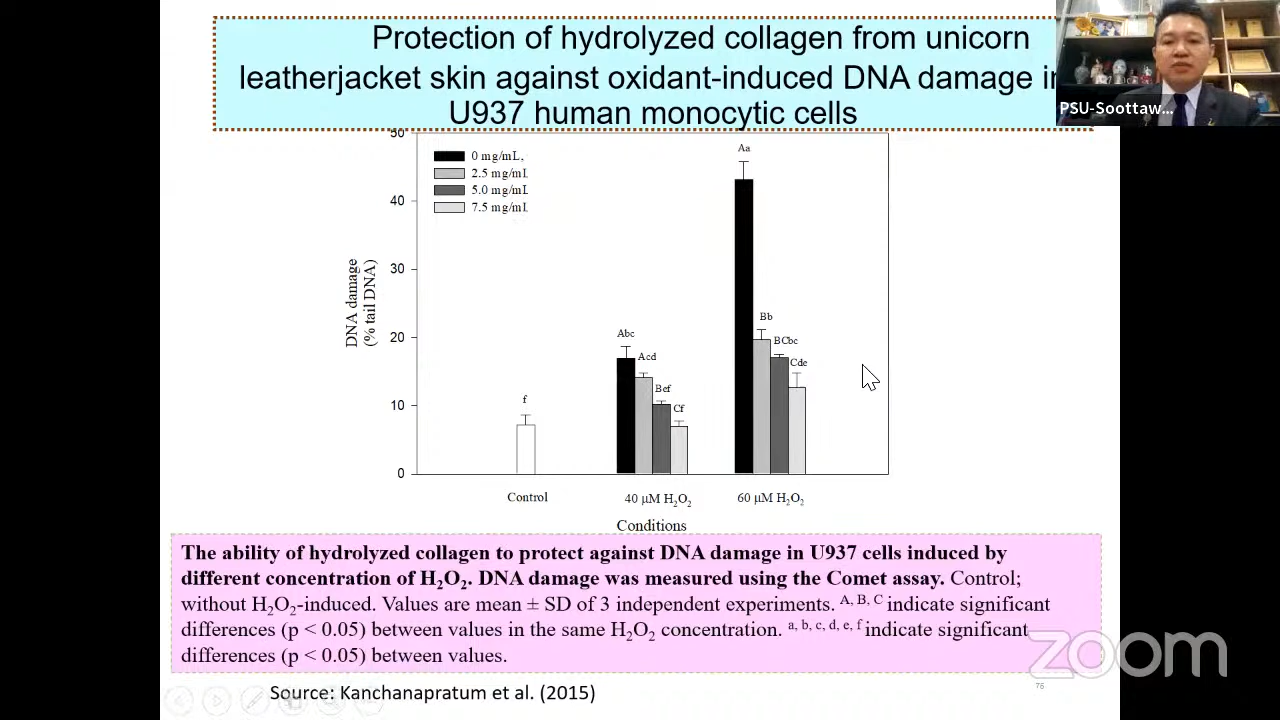 Protection of hydrolyzed collagen from unicorn
leatherjacket skin against oxidant-induced DNA damage in
U937 human monocytic cells
PSU-Soottaw...
50
40
30
20
10
0
DNA damage
(% tail DNA)
0 mg/mL,
2.5 mg/mL
5.0 mg/mL
7.5 mg/mL
f
Abc
Acd
Bef
Cf
Aa
Bb
BCbc
Cde
Control
40 μM H₂O₂
60 μM H₂O₂
Conditions
The ability of hydrolyzed collagen to protect against DNA damage in U937 cells induced by
different concentration of H₂O₂. DNA damage was measured using the Comet assay. Control;
without H₂O₂-induced. Values are mean ± SD of 3 independent experiments. A, B, C indicate significant
differences (p < 0.05) between values in the same H₂O₂ concentration. a, b, c, d, e, f indicate significant
differences (p < 0.05) between values.
zoom
Source: Kanchanapratum et al. (2015)
76